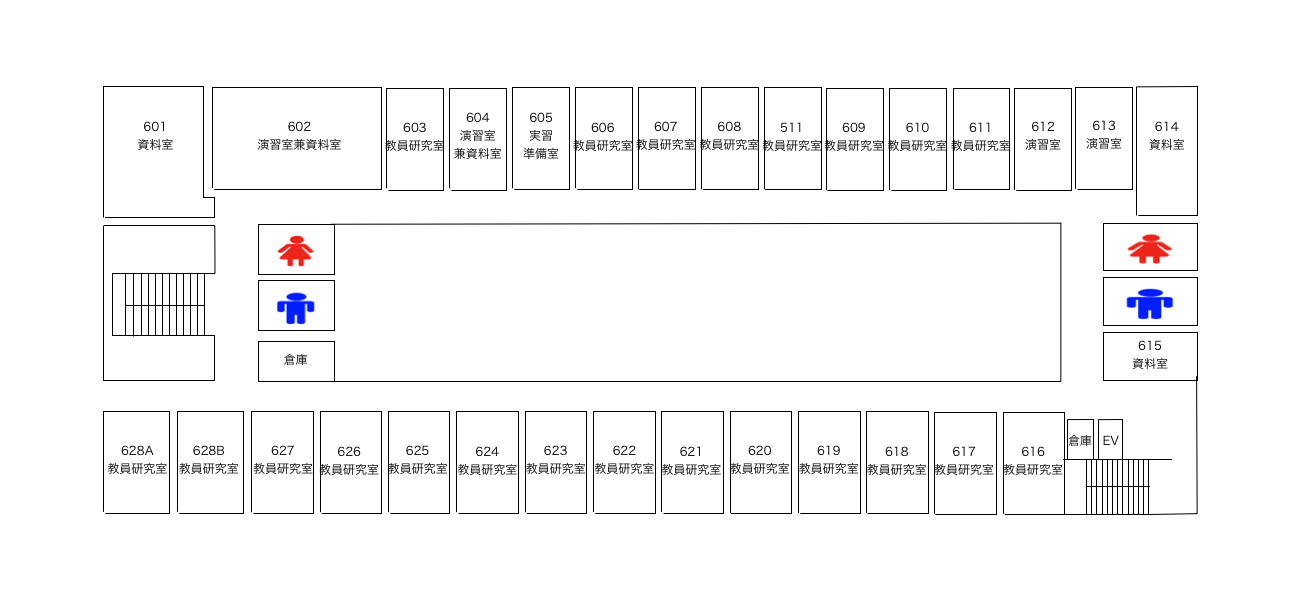 601
資料室
602
演習室兼資料室
603
教員研究室
604
演習室
兼資料室
605
実習
準備室
606
教員研究室
607
教員研究室
608
教員研究室
511
教員研究室
609
教員研究室
610
教員研究室
611
教員研究室
612
演習室
613
演習室
614
資料室
倉庫
615
資料室
628A
教員研究室
628B
教員研究室
627
教員研究室
626
教員研究室
625
教員研究室
624
教員研究室
623
教員研究室
622
教員研究室
621
教員研究室
620
教員研究室
619
教員研究室
618
教員研究室
617
教員研究室
616
教員研究室
倉庫
EV